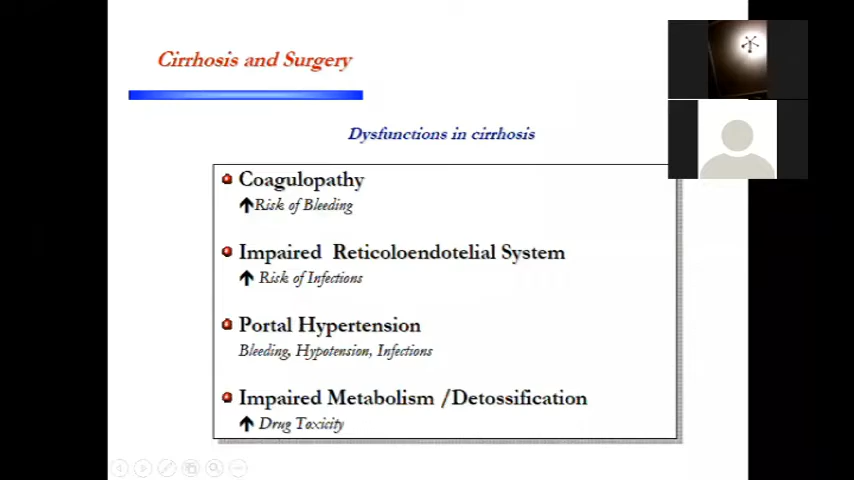 Cirrhosis and Surgery
Dysfunctions in cirrhosis
Coagulopathy
↑Risk of Bleeding
Impaired Reticoloendotelial System
↑ Risk of Infections
Portal Hypertension
Bleeding, Hypotension, Infections
Impaired Metabolism /Detossification
↑ Drug Toxicity